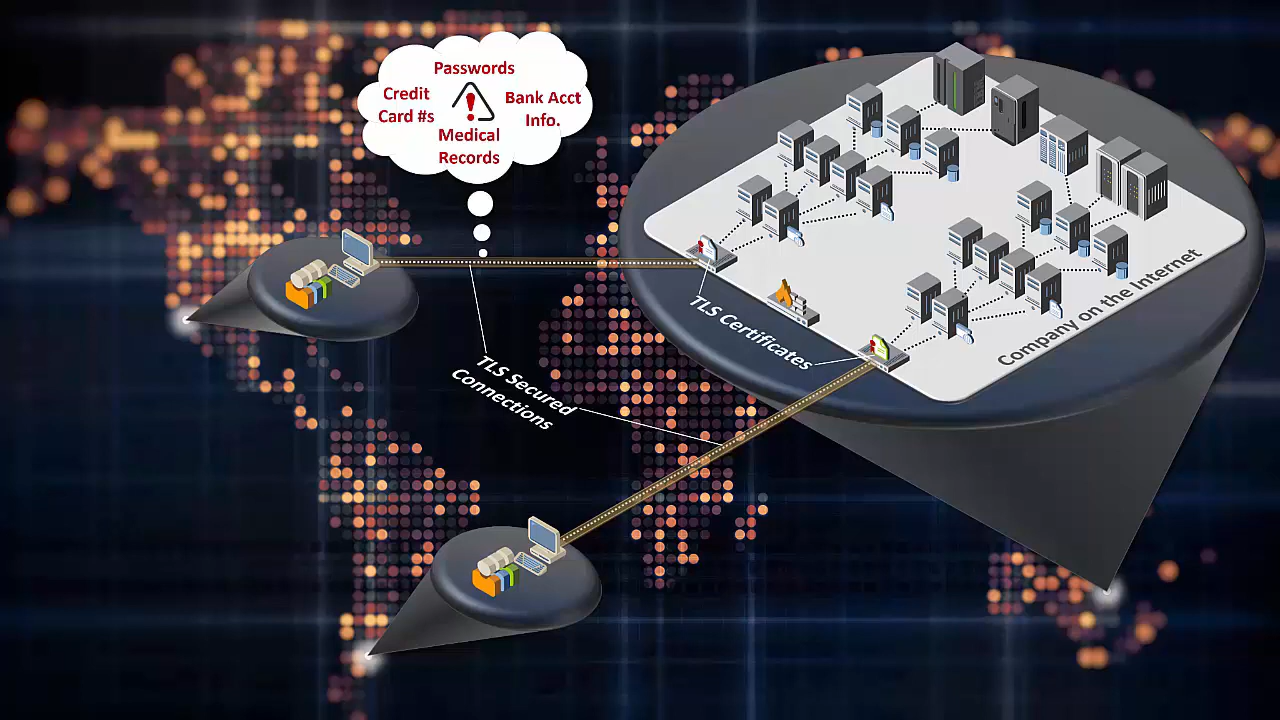 Passwords
Credit
Card #s
Bank Acct
Info.
Medical
Records
TLS Certificates
Company on the Internet
TLS Secured
Connections